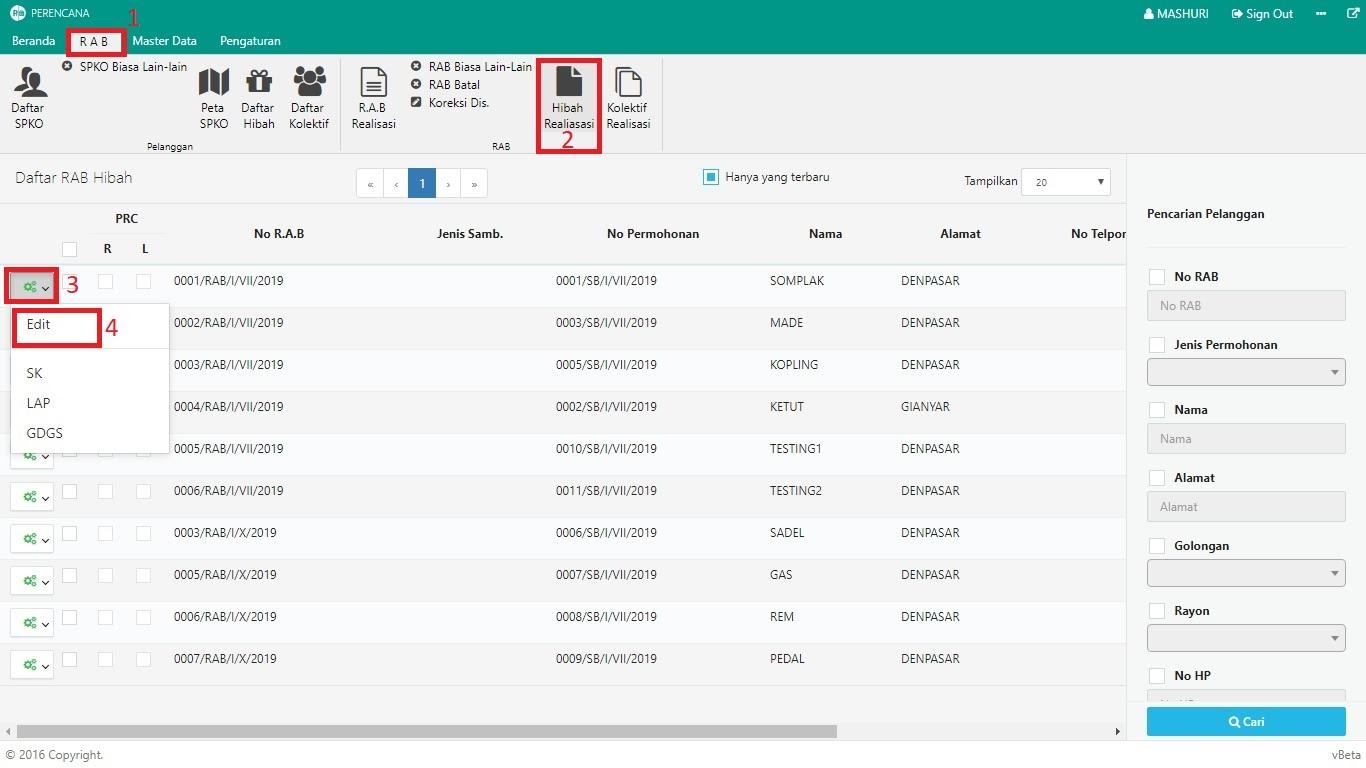 PERENCANA
MASHURI
Sign Out
1
Beranda
R A B
Master Data
Pengaturan
Daftar
SPKO
SPKO Biasa Lain-lain
Peta
SPKO
Daftar
Hibah
Daftar
Kolektif
Pelanggan
R.A.B
Realisasi
RAB Biasa Lain-Lain
RAB Batal
Koreksi Dis.
Hibah
Realiasasi
2
Kolektif
Realisasi
RAB
Daftar RAB Hibah
« ‹ 1 › »
Hanya yang terbaru
Tampilkan 20
PRC
R L
No R.A.B
Jenis Samb.
No Permohonan
Nama
Alamat
No Telpor
3
0001/RAB/I/VII/2019 0001/SB/I/VII/2019 SOMPLAK DENPASAR
Edit
4
SK
LAP
GDGS
0002/RAB/I/VII/2019 0003/SB/I/VII/2019 MADE DENPASAR
0003/RAB/I/VII/2019 0005/SB/I/VII/2019 KOPLING DENPASAR
0004/RAB/I/VII/2019 0002/SB/I/VII/2019 KETUT GIANYAR
0005/RAB/I/VII/2019 0010/SB/I/VII/2019 TESTING1 DENPASAR
0006/RAB/I/VII/2019 0011/SB/I/VII/2019 TESTING2 DENPASAR
0003/RAB/I/X/2019 0006/SB/I/VII/2019 SADEL DENPASAR
0005/RAB/I/X/2019 0007/SB/I/VII/2019 GAS DENPASAR
0006/RAB/I/X/2019 0008/SB/I/VII/2019 REM DENPASAR
0007/RAB/I/X/2019 0009/SB/I/VII/2019 PEDAL DENPASAR
Pencarian Pelanggan
No RAB
No RAB
Jenis Permohonan
Nama
Nama
Alamat
Alamat
Golongan
Rayon
No HP
Cari
© 2016 Copyright.
vBeta